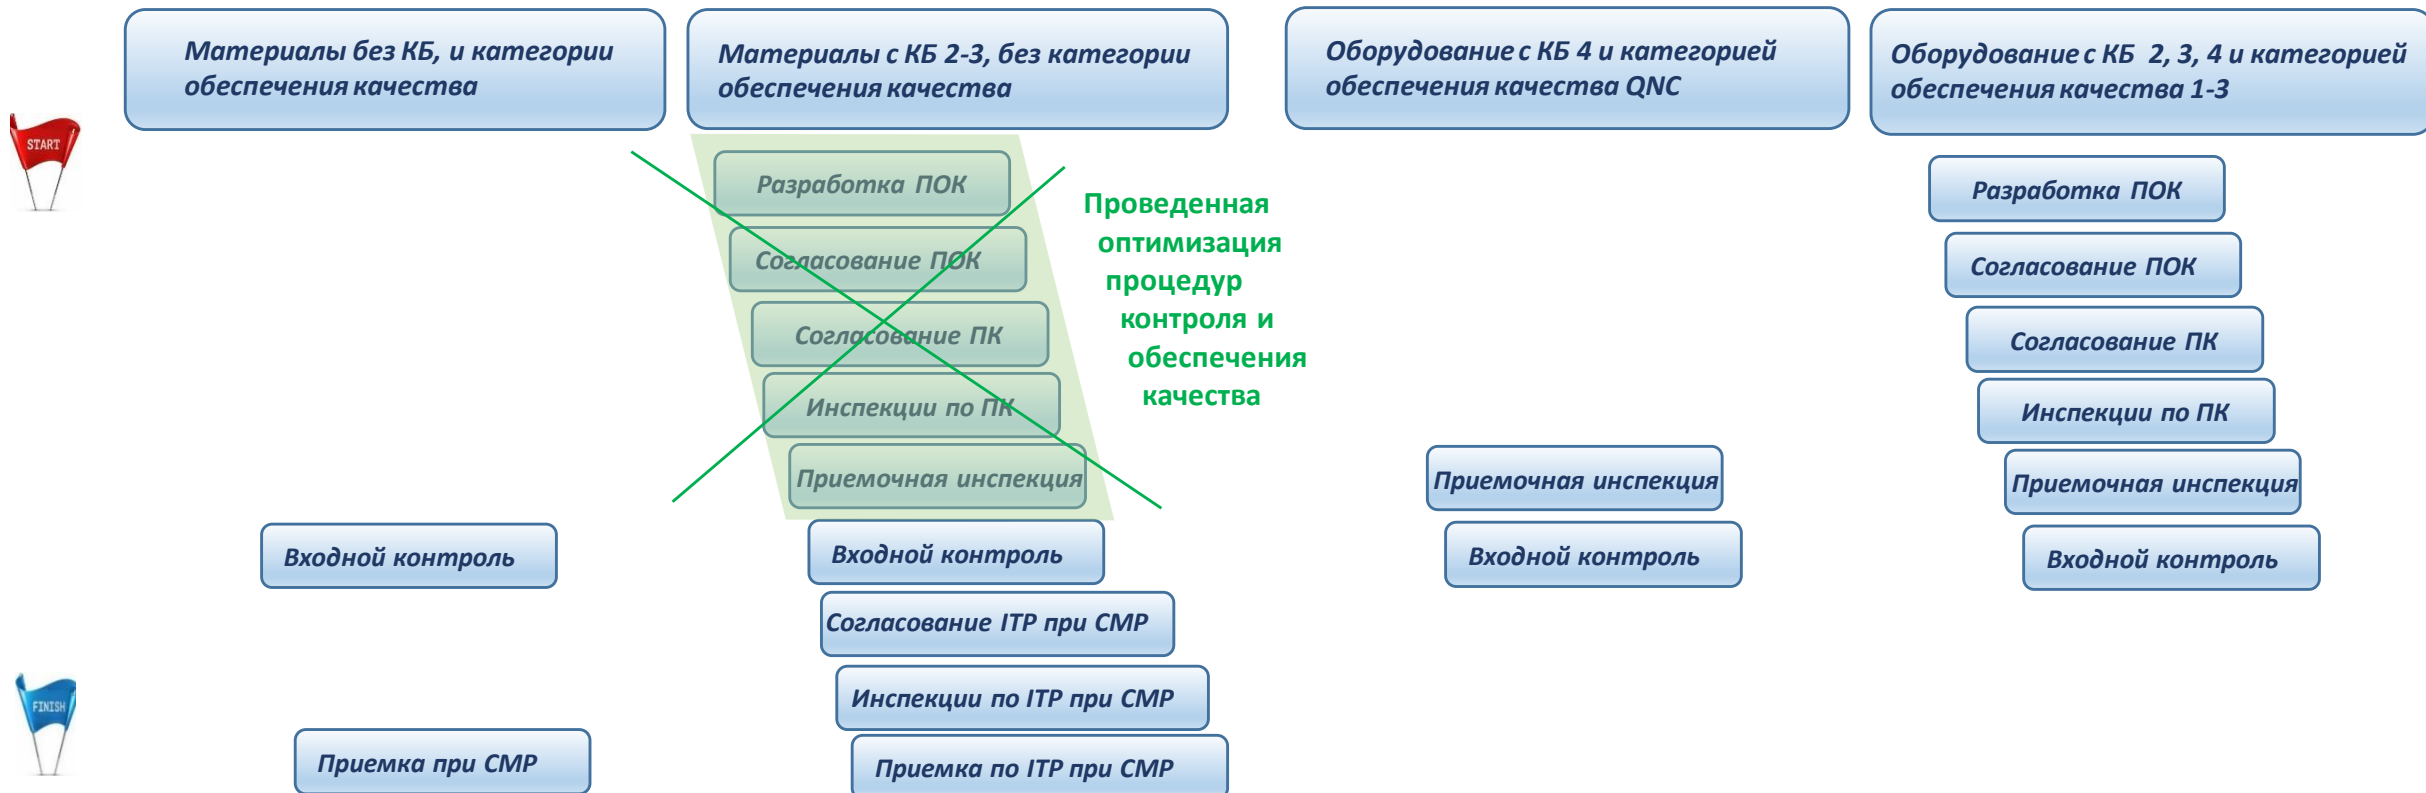 Материалы без КБ, и категории
обеспечения качества
Материалы с КБ 2-3, без категории
обеспечения качества
Оборудование с КБ 4 и категорией
обеспечения качества QNC
Оборудование с КБ 2, 3, 4 и категорией
обеспечения качества 1-3
START
Разработка ПОК
Согласование ПОК
Согласование ПК
Инспекции по ПК
Приемочная инспекция
Проведенная
оптимизация
процедур
контроля и
обеспечения
качества
Разработка ПОК
Согласование ПОК
Согласование ПК
Инспекции по ПК
Приемочная инспекция
Приемочная инспекция
Входной контроль
Входной контроль
Входной контроль
Входной контроль
Согласование ITP при СМР
Инспекции по ITP при СМР
FINISH
Приемка при СМР
Приемка по ITP при СМР